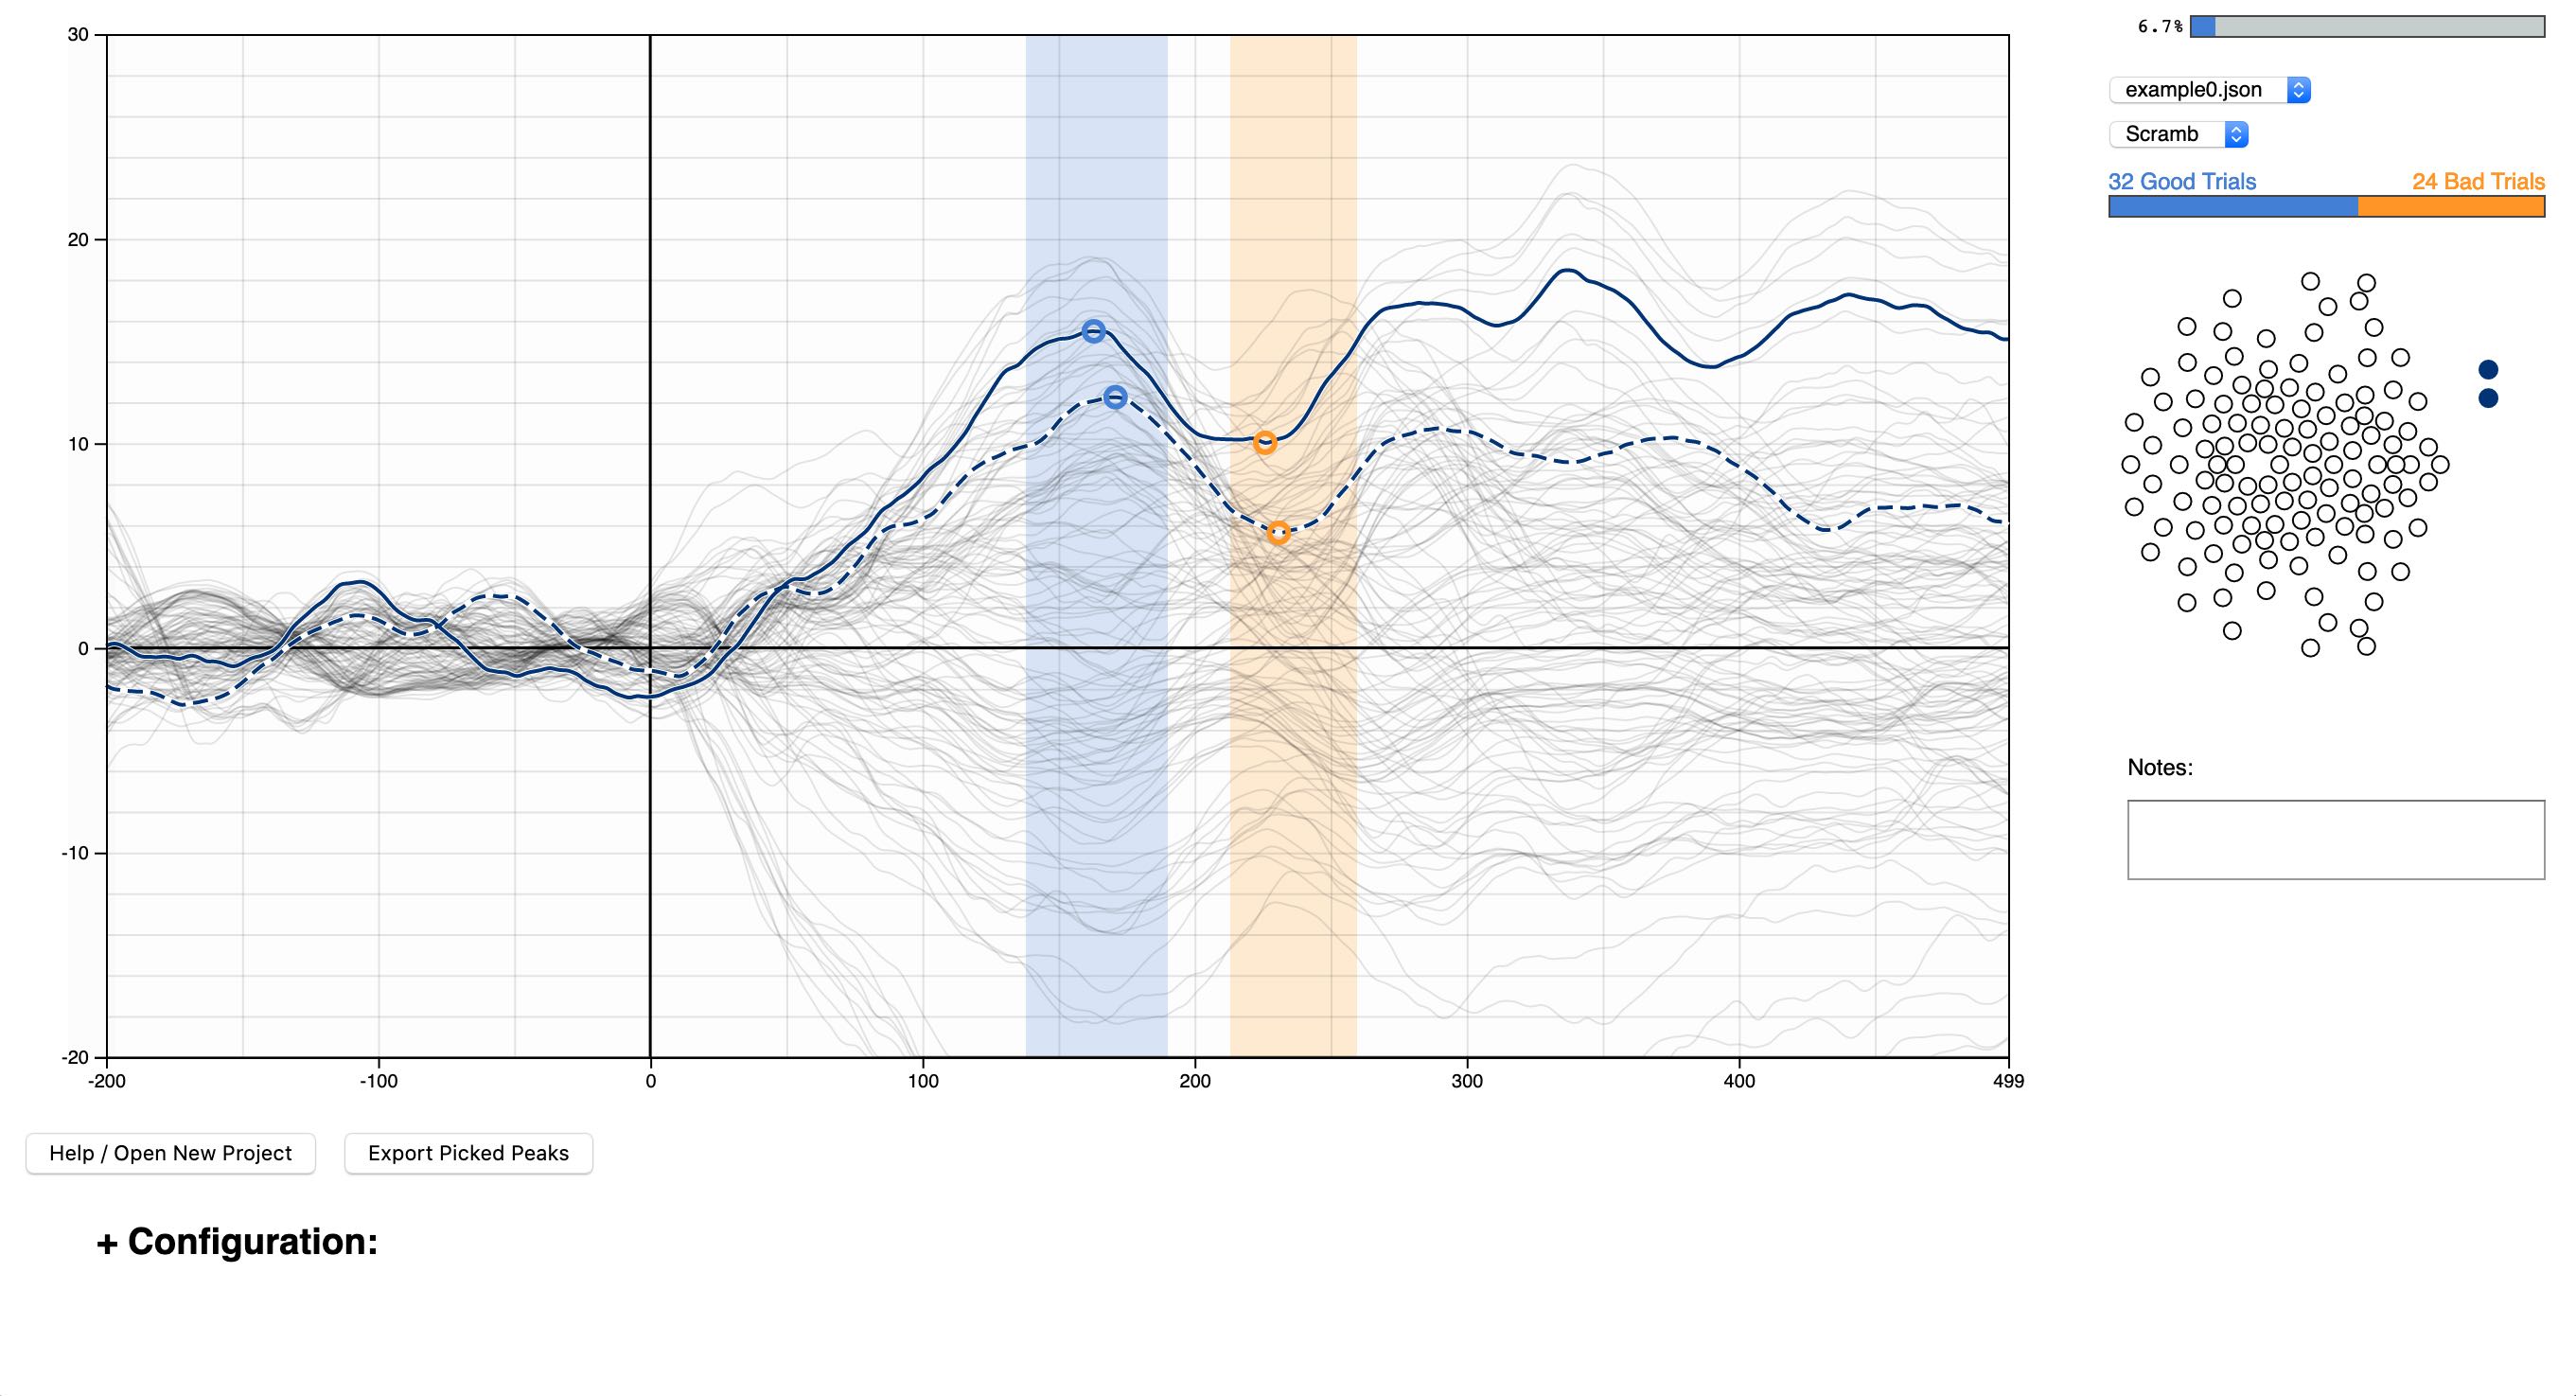 6.7%
example0.json
Scramb
32 Good Trials 24 Bad Trials
30
20
10
0
-10
-20
-200 -100 0 100 200 300 400 499
Notes:
Help / Open New Project Export Picked Peaks
+ Configuration: